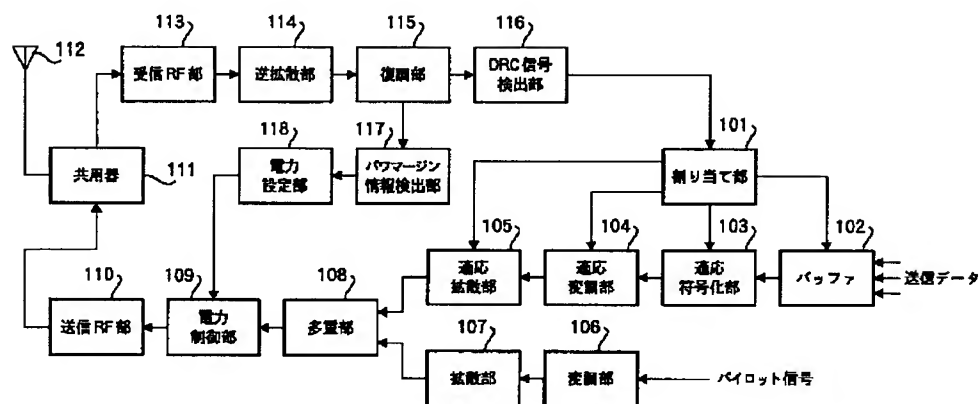 113
114
115
116
112
受信RF部
逆拡散部
復調部
DRC信号
検出部
118
117
101
共用器
111
電力
設定部
パワマージン
情報検出部
割り当て部
105
104
103
102
110
109
108
適応
拡散部
適応
変調部
適応
符号化部
バッファ
送信データ
送信RF部
電力
制御部
多重部
107
106
拡散部
変調部
パイロット信号